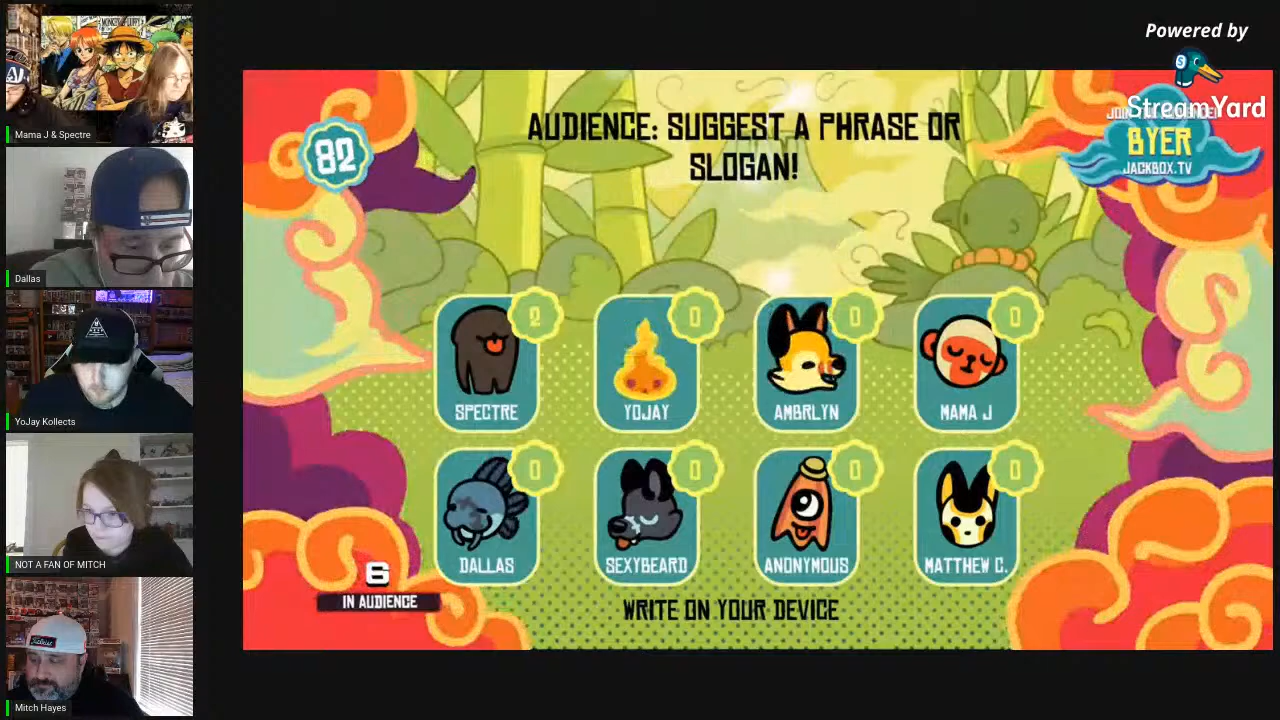 Powered by
StreamYard
BYER
JACKBOX.TV
82
AUDIENCE: SUGGEST A PHRASE OR
SLOGAN!
2
0
0
0
SPECTRE
YOJAY
AMBRLYN
MAMA J
0
0
0
0
DALLAS
SEXYBEARD
ANONYMOUS
MATTHEW C.
6
IN AUDIENCE
WRITE ON YOUR DEVICE
Mama J & Spectre
Dallas
YoJay Kollects
NOT A FAN OF MITCH
Mitch Hayes